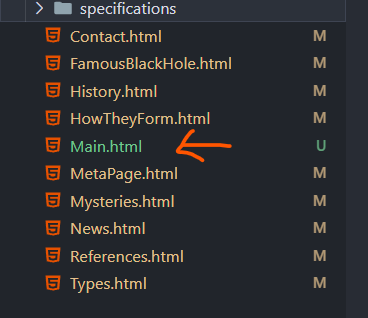 specifications
Contact.html M
FamousBlackHole.html M
History.html M
HowTheyForm.html M
Main.html U
MetaPage.html M
Mysteries.html M
News.html M
References.html M
Types.html M